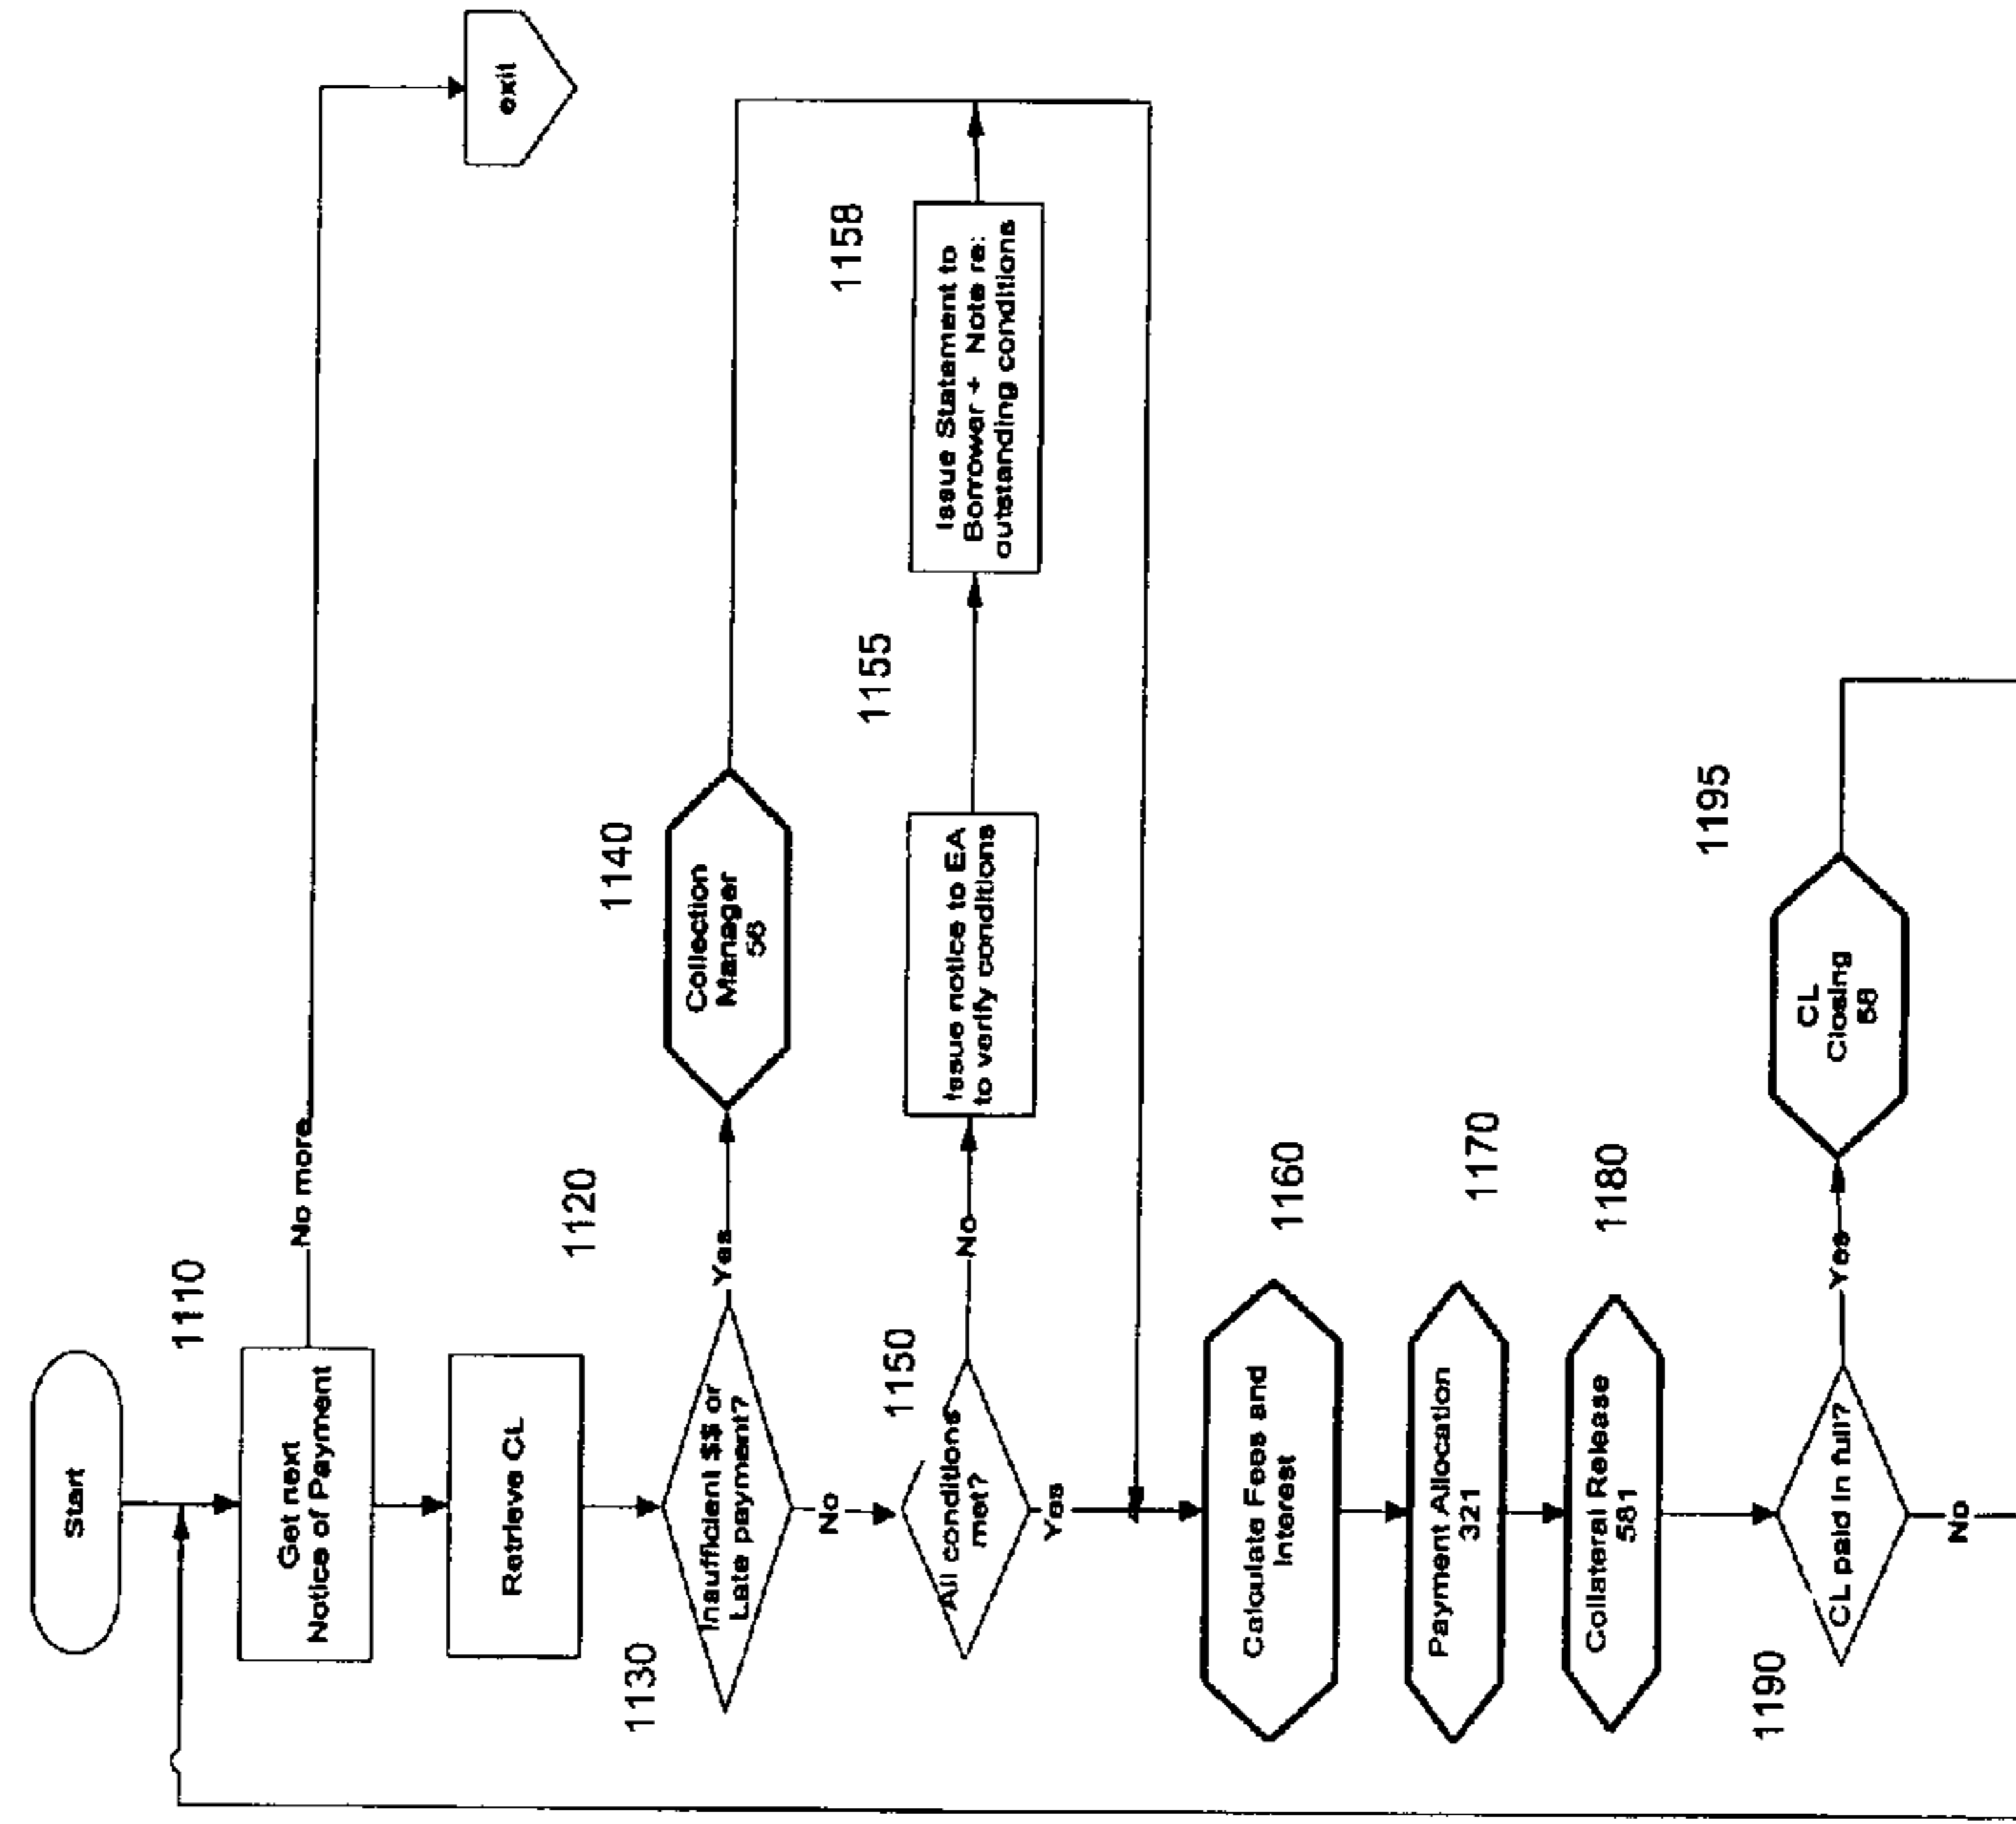 Start
1110
Get next
Notice of Payment
No more
exit
Retrieve CL
1120
1130
Insufficient $$ or
Late payment?
Yes
1140
Collection
Manager
56
No
1150
All conditions
met?
No
1155
Issue notice to EA
to verify conditions
1158
Issue Statement to
Borrower + Note re:
outstanding conditions
Yes
1160
Calculate Fees and
Interest
1170
Payment Allocation
321
1180
Collateral Release
581
1190
CL paid in full?
Yes
1195
CL
Closing
58
No